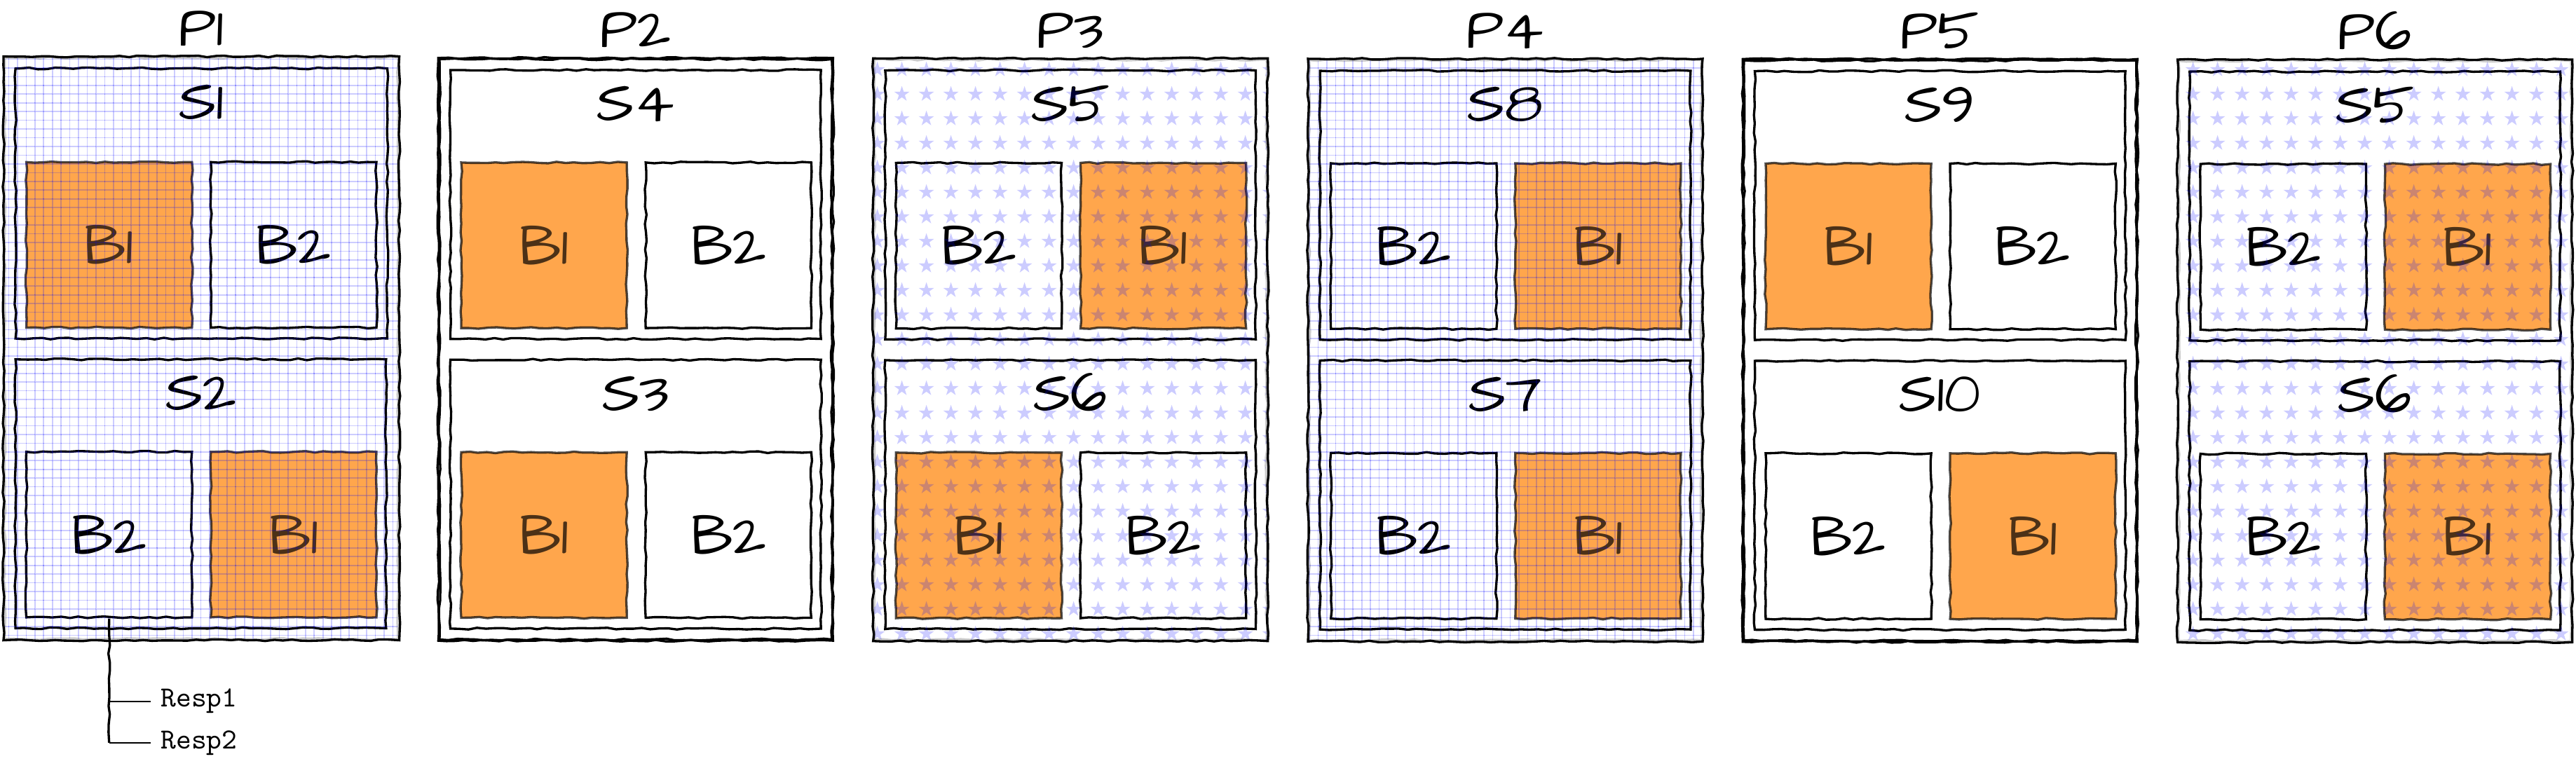 P1 P2 P3 P4 P5 P6
S1 S4 S5 S8 S9 S5
B1 B2 B1 B2 B2 B1 B2 B1 B1 B2 B2 B1
S2 S3 S6 S7 S10 S6
B2 B1 B1 B2 B1 B2 B2 B1 B2 B1 B2 B1
Resp1
Resp2